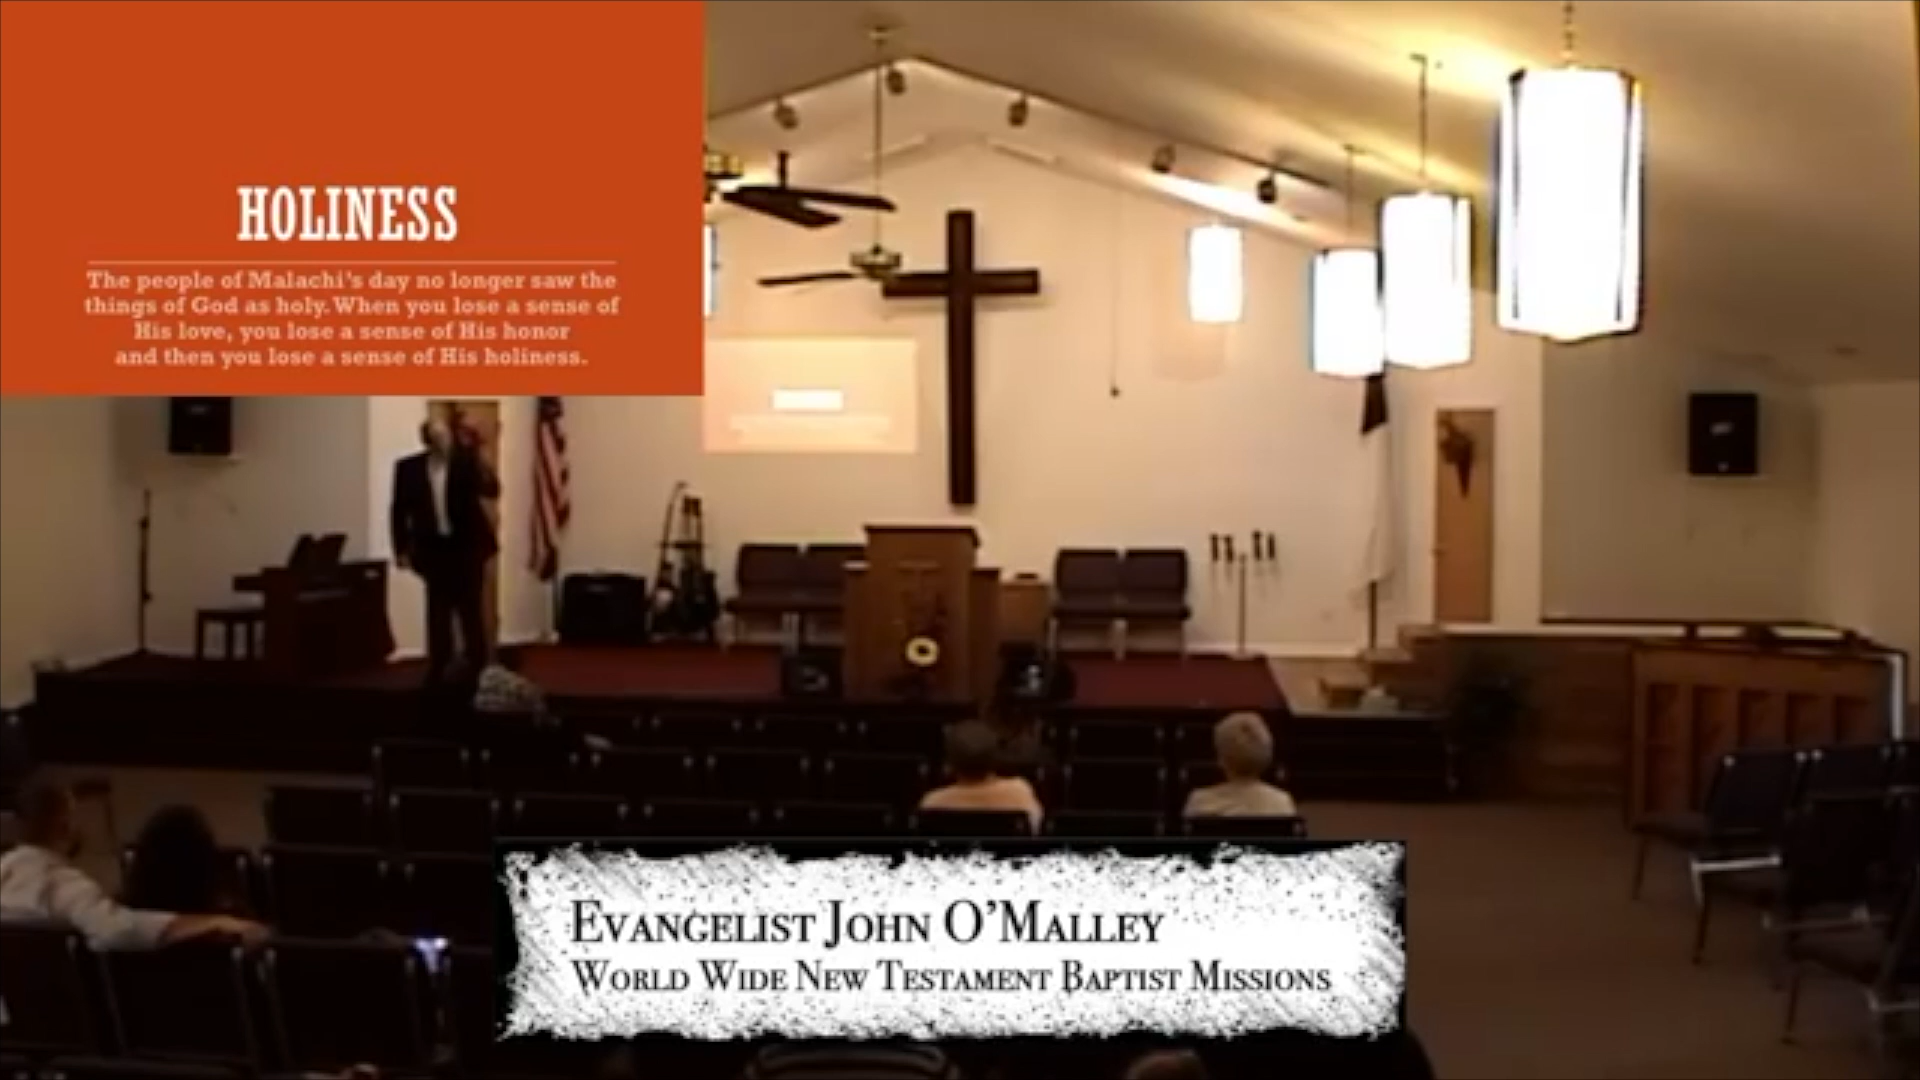 HOLINESS
The people of Malachi's day no longer saw the
things of God as holy. When you lose a sense of
His love, you lose a sense of His honor
and then you lose a sense of His holiness.
Evangelist John O'Malley
World Wide New Testament Baptist Missions